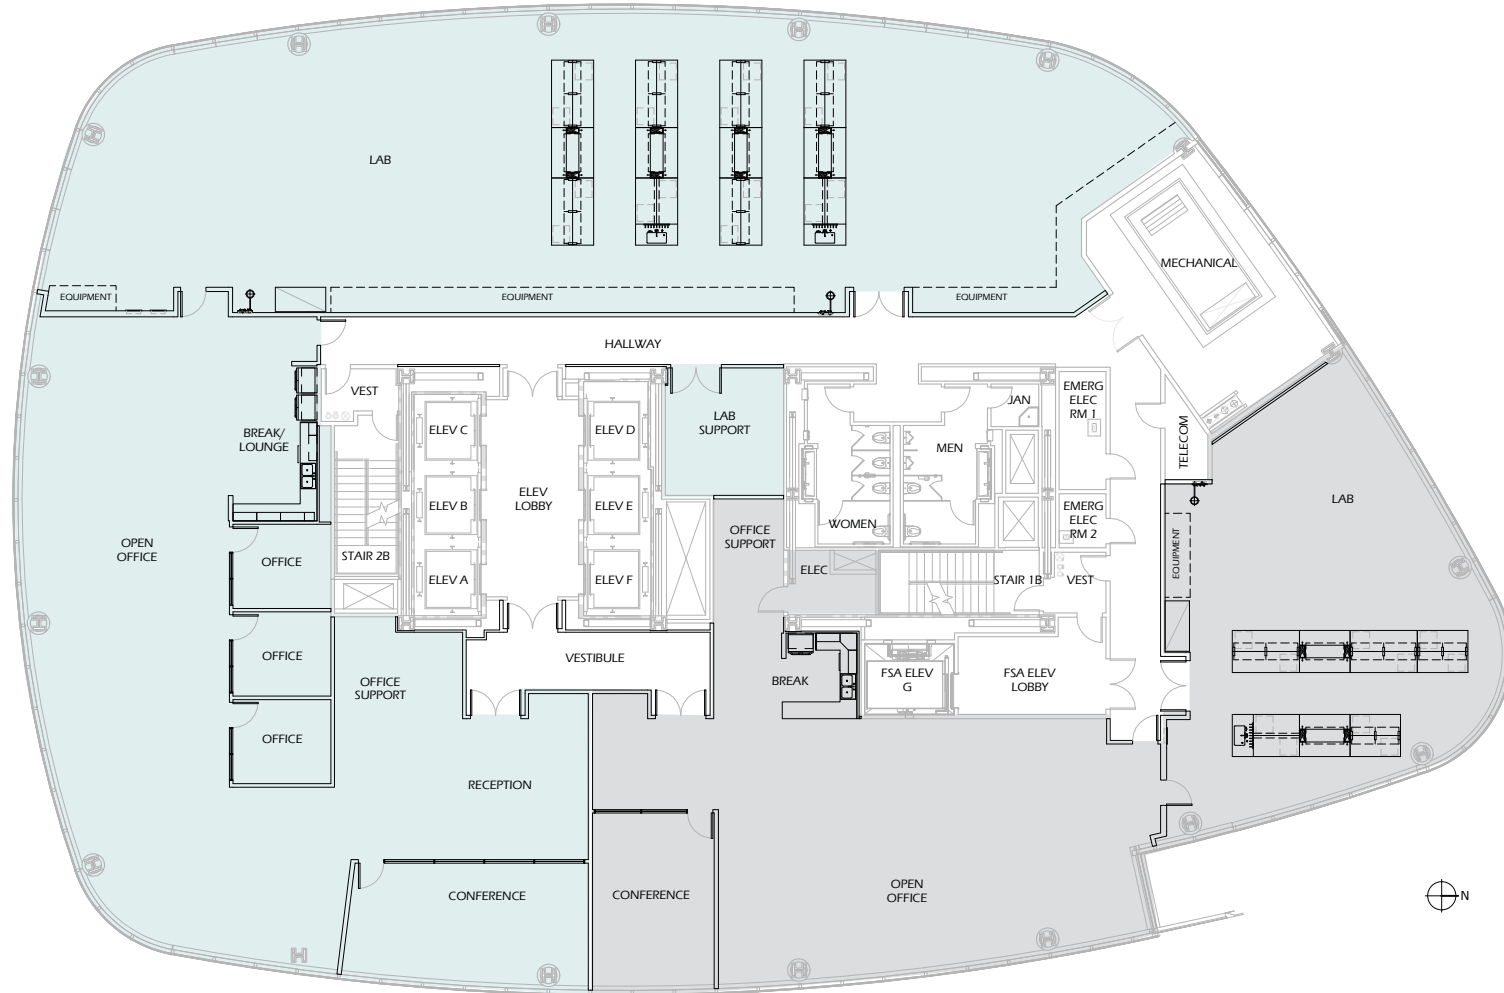 LAB
EQUIPMENT
EQUIPMENT
EQUIPMENT
MECHANICAL
HALLWAY
VEST
ELEV C
ELEV D
LAB
SUPPORT
JAN
EMERG
ELEC
RM 1
BREAK/
LOUNGE
MEN
TELECOM
ELEV
LOBBY
ELEV B
ELEV E
LAB
OPEN
OFFICE
OFFICE
SUPPORT
WOMEN
EMERG
ELEC
RM 2
STAIR 2B
OFFICE
ELEV A
ELEV F
ELEC
STAIR 1B
VEST
EQUIPMENT
OFFICE
VESTIBULE
OFFICE
SUPPORT
BREAK
FSA ELEV
G
FSA ELEV
LOBBY
OFFICE
RECEPTION
CONFERENCE
CONFERENCE
OPEN
OFFICE
N